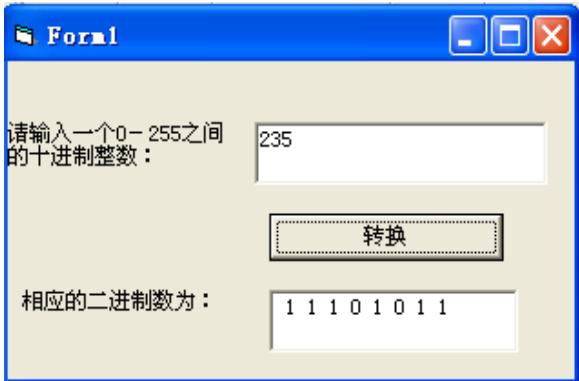 Form1
请输入一个0-255之间
的十进制整数：
235
转换
相应的二进制数为：
1 1 1 0 1 0 1 1